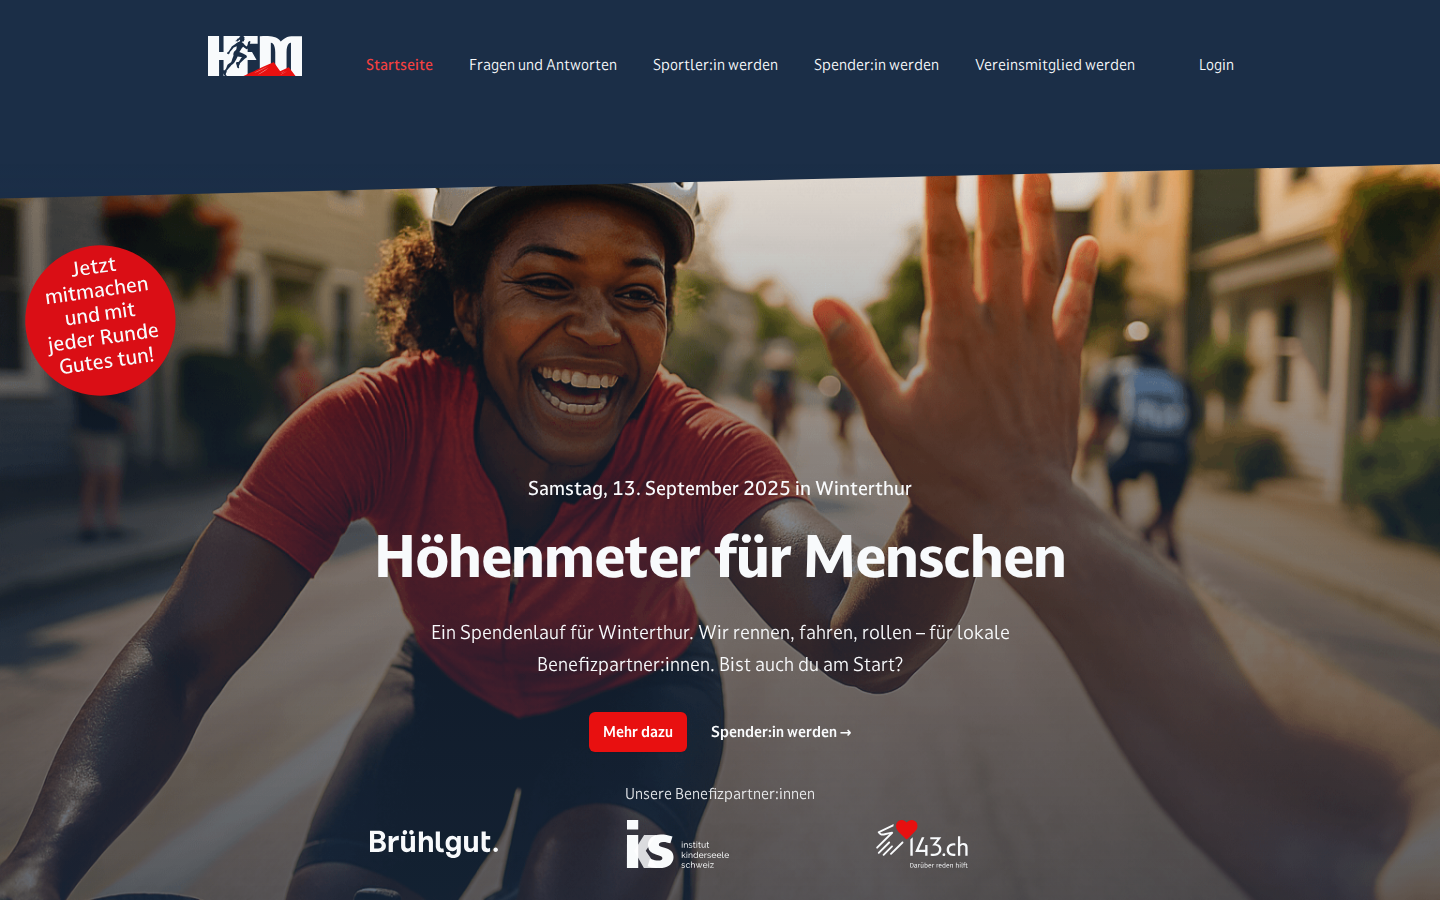 HFM
Startseite
Fragen und Antworten
Sportler:in werden
Spender:in werden
Vereinsmitglied werden
Login
Jetzt
mitmachen
und mit
jeder Runde
Gutes tun!
Samstag, 13. September 2025 in Winterthur
Höhenmeter für Menschen
Ein Spendenlauf für Winterthur. Wir rennen, fahren, rollen – für lokale
Benefizpartner:innen. Bist auch du am Start?
Mehr dazu
Spender:in werden →
Unsere Benefizpartner:innen
Brühlgut.
iks
institut
kinderseele
schweiz
143.ch
Darüber reden hilft